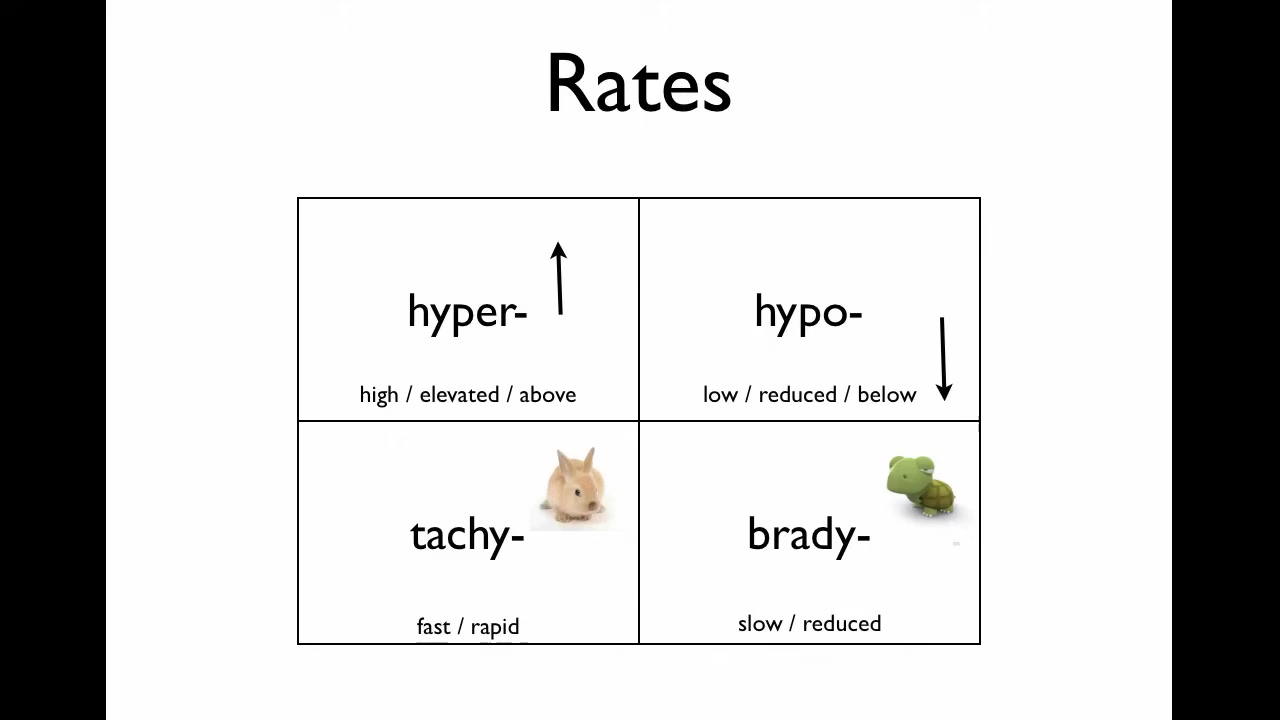 Rates
hyper-
high / elevated / above
hypo-
low / reduced / below
tachy-
fast / rapid
brady-
slow / reduced